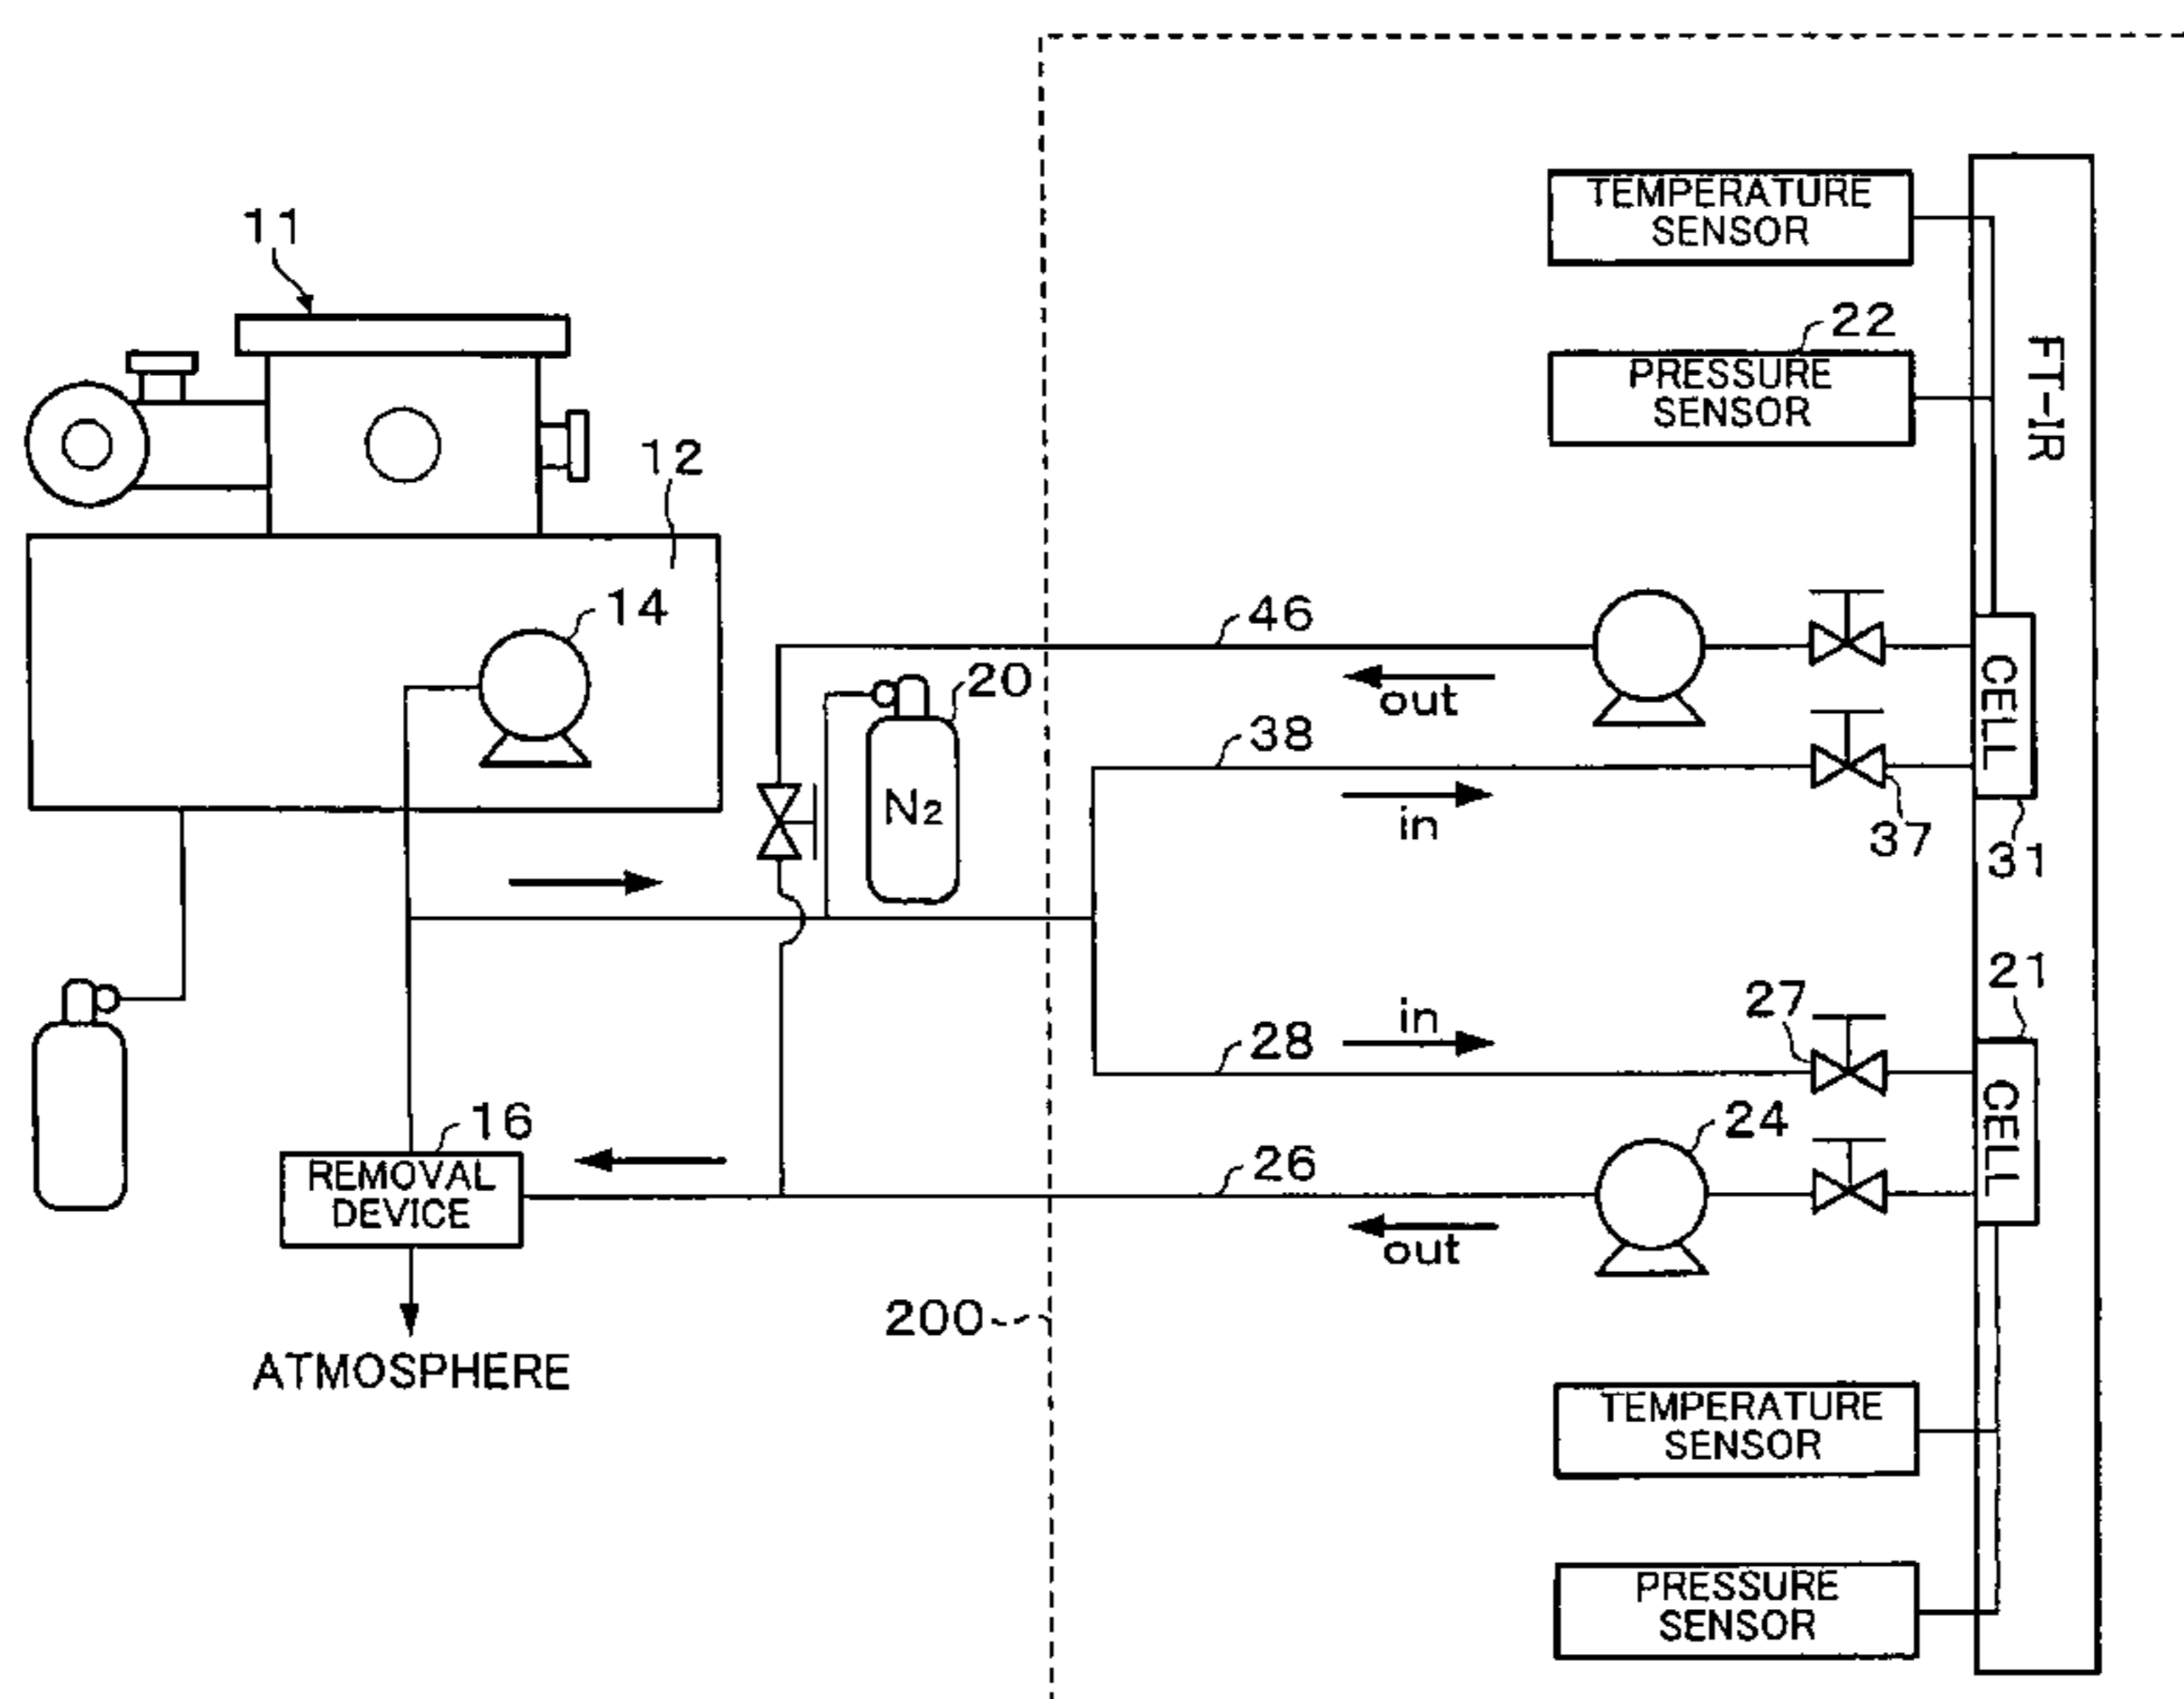 11
12
14
46
20
N2
out
38
in
37
31
TEMPERATURE
SENSOR
22
PRESSURE
SENSOR
FT-IR
CELL
21
27
in
28
CELL
24
26
out
16
REMOVAL
DEVICE
ATMOSPHERE
200
TEMPERATURE
SENSOR
PRESSURE
SENSOR